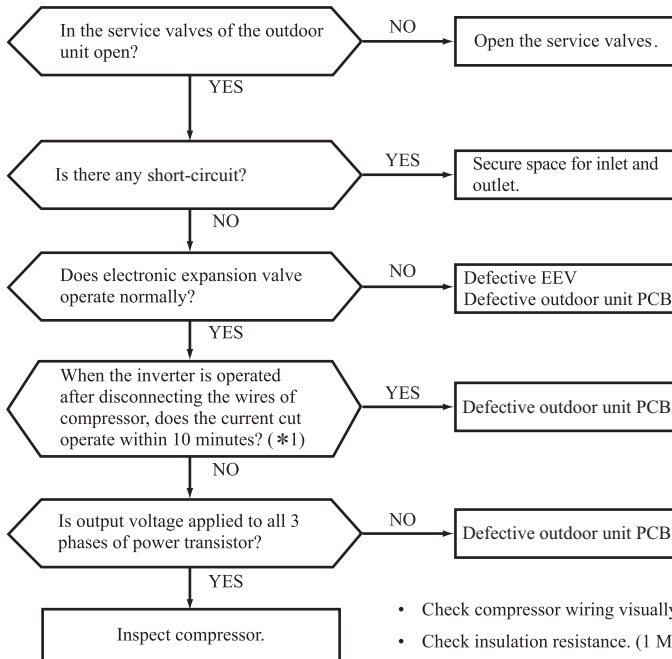 In the service valves of the outdoor
unit open?
NO
Open the service valves.
YES
Is there any short-circuit?
YES
Secure space for inlet and
outlet.
NO
Does electronic expansion valve
operate normally?
NO
Defective EEV
Defective outdoor unit PCB
YES
When the inverter is operated
after disconnecting the wires of
compressor, does the current cut
operate within 10 minutes? (*1)
YES
Defective outdoor unit PCB
NO
Is output voltage applied to all 3
phases of power transistor?
NO
Defective outdoor unit PCB
YES
Inspect compressor.
• Check compressor wiring visually
• Check insulation resistance. (1 M